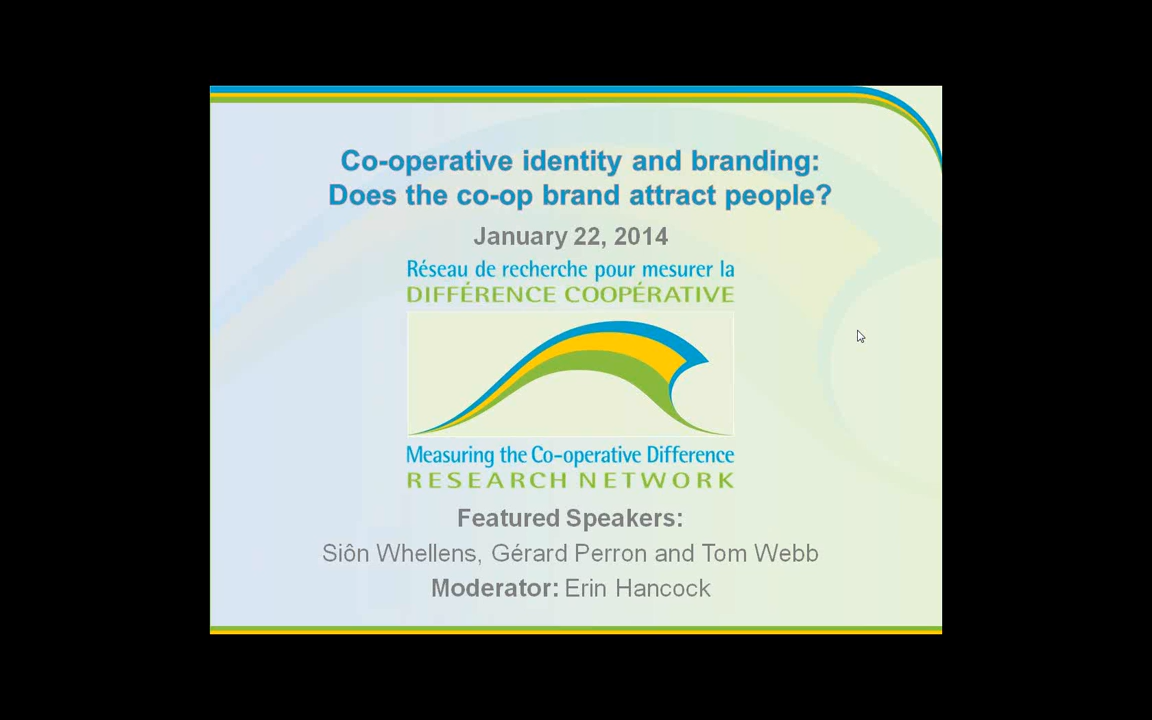 Co-operative identity and branding:
Does the co-op brand attract people?
January 22, 2014
Réseau de recherche pour mesurer la
DIFFÉRENCE COOPÉRATIVE
Measuring the Co-operative Difference
RESEARCH NETWORK
Featured Speakers:
Siôn Whellens, Gérard Perron and Tom Webb
Moderator: Erin Hancock